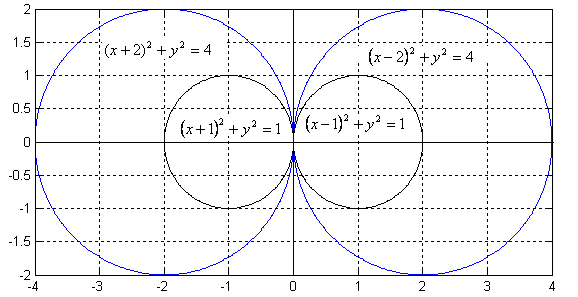 2
1.5
(x+2)² + y² = 4
(x−2)² + y² = 4
1
0.5
(x+1)² + y² = 1
(x−1)² + y² = 1
0
-0.5
-1
-1.5
-2
-4 -3 -2 -1 0 1 2 3 4